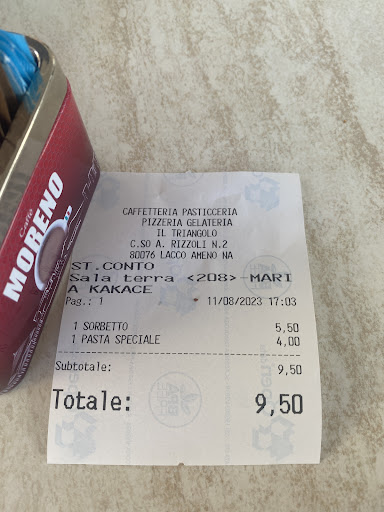 Caffè
MORENO
CAFFETTERIA PASTICCERIA
PIZZERIA GELATERIA
IL TRIANGOLO
C.SO A. RIZZOLI N.2
80076 LACCO AMENO NA
ST.CONTO
Sala terra <208>-MARI
A KAKACE
Pag.: 1 11/08/2023 17:03
1 SORBETTO 5,50
1 PASTA SPECIALE 4,00
Subtotale: 9,50
Totale: 9,50